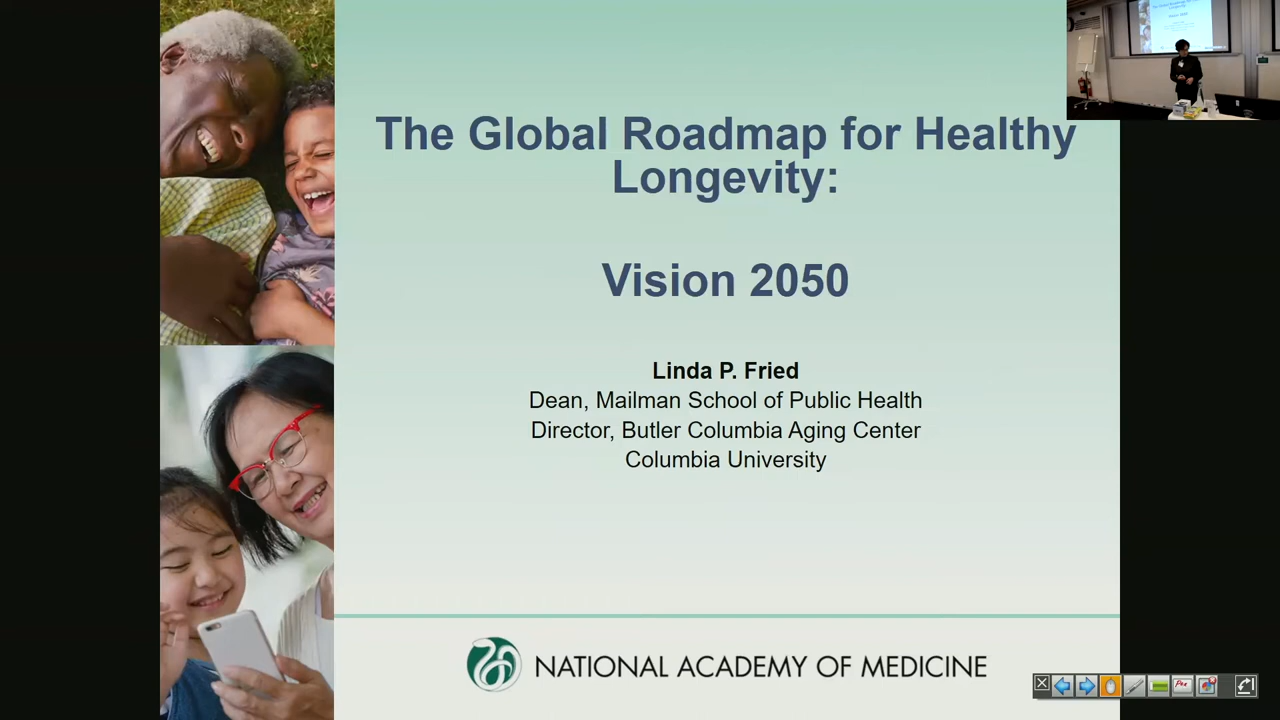 The Global Roadmap for Healthy
Longevity:
Vision 2050
Linda P. Fried
Dean, Mailman School of Public Health
Director, Butler Columbia Aging Center
Columbia University
NATIONAL ACADEMY OF MEDICINE